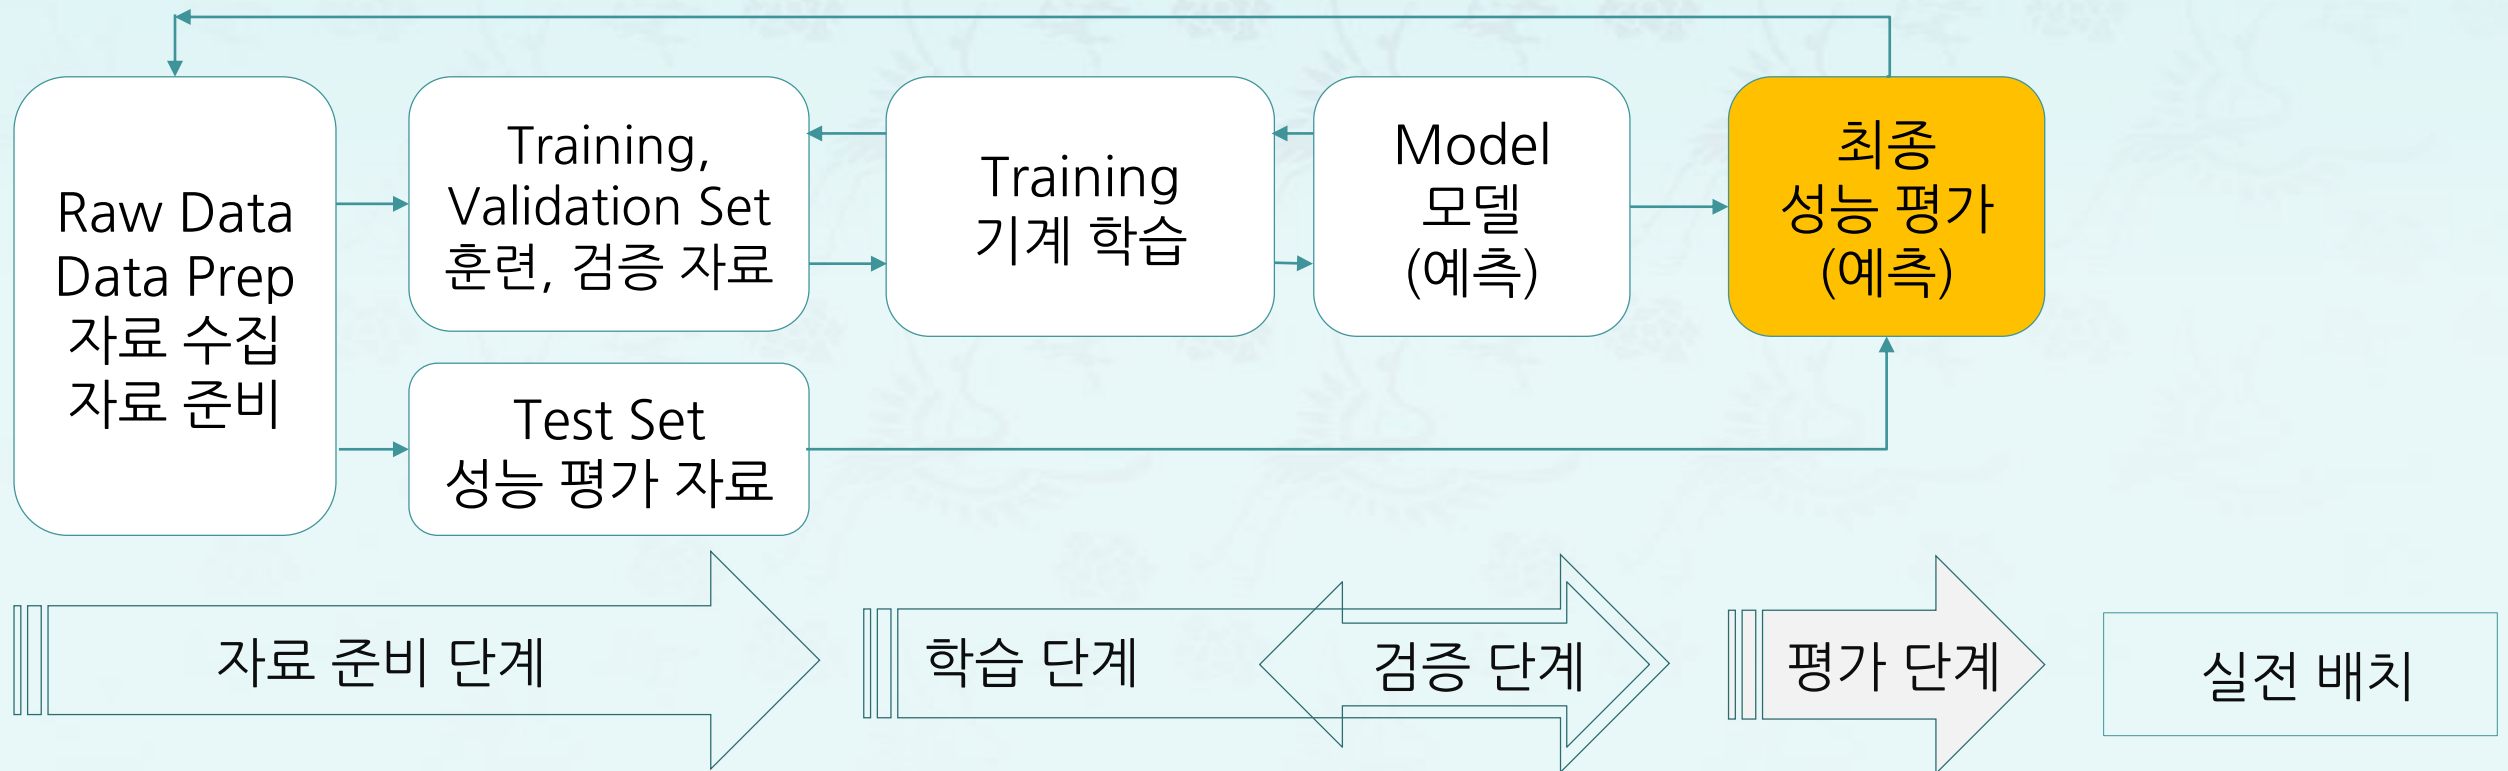 Raw Data
Data Prep
자료 수집
자료 준비
Training,
Validation Set
훈련, 검증 자료
Test Set
성능 평가 자료
Training
기계 학습
Model
모델
(예측)
최종
성능 평가
(예측)
자료 준비 단계
학습 단계
검증 단계
평가 단계
실전 배치